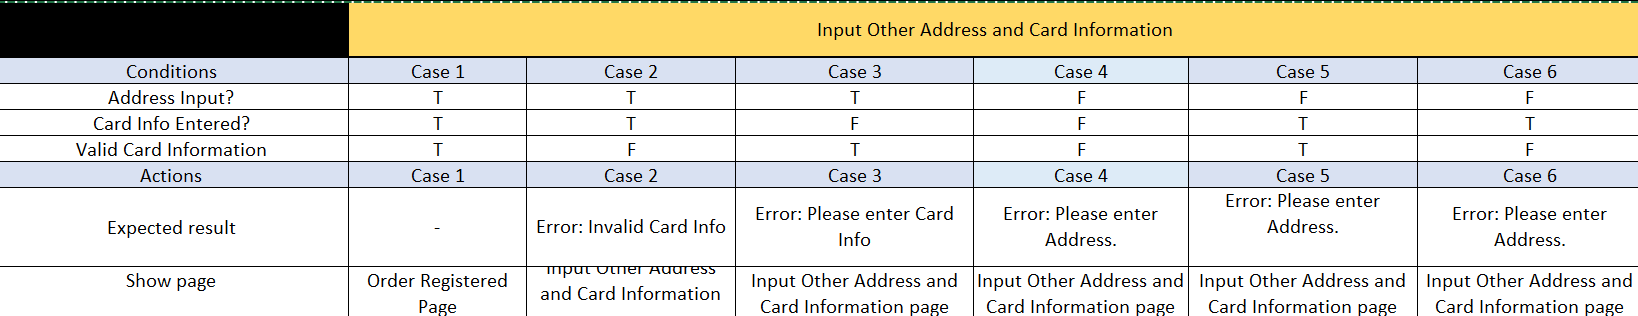 Input Other Address and Card Information
Conditions Case 1 Case 2 Case 3 Case 4 Case 5 Case 6
Address Input? T T T F F F
Card Info Entered? T T F F T T
Valid Card Information T F T F T F
Actions Case 1 Case 2 Case 3 Case 4 Case 5 Case 6
Expected result - Error: Invalid Card Info Error: Please enter Card Info Error: Please enter Address. Error: Please enter Address. Error: Please enter Address.
Show page Order Registered Page Input Other Address and Card Information Input Other Address and Card Information page Input Other Address and Card Information page Input Other Address and Card Information page Input Other Address and Card Information page